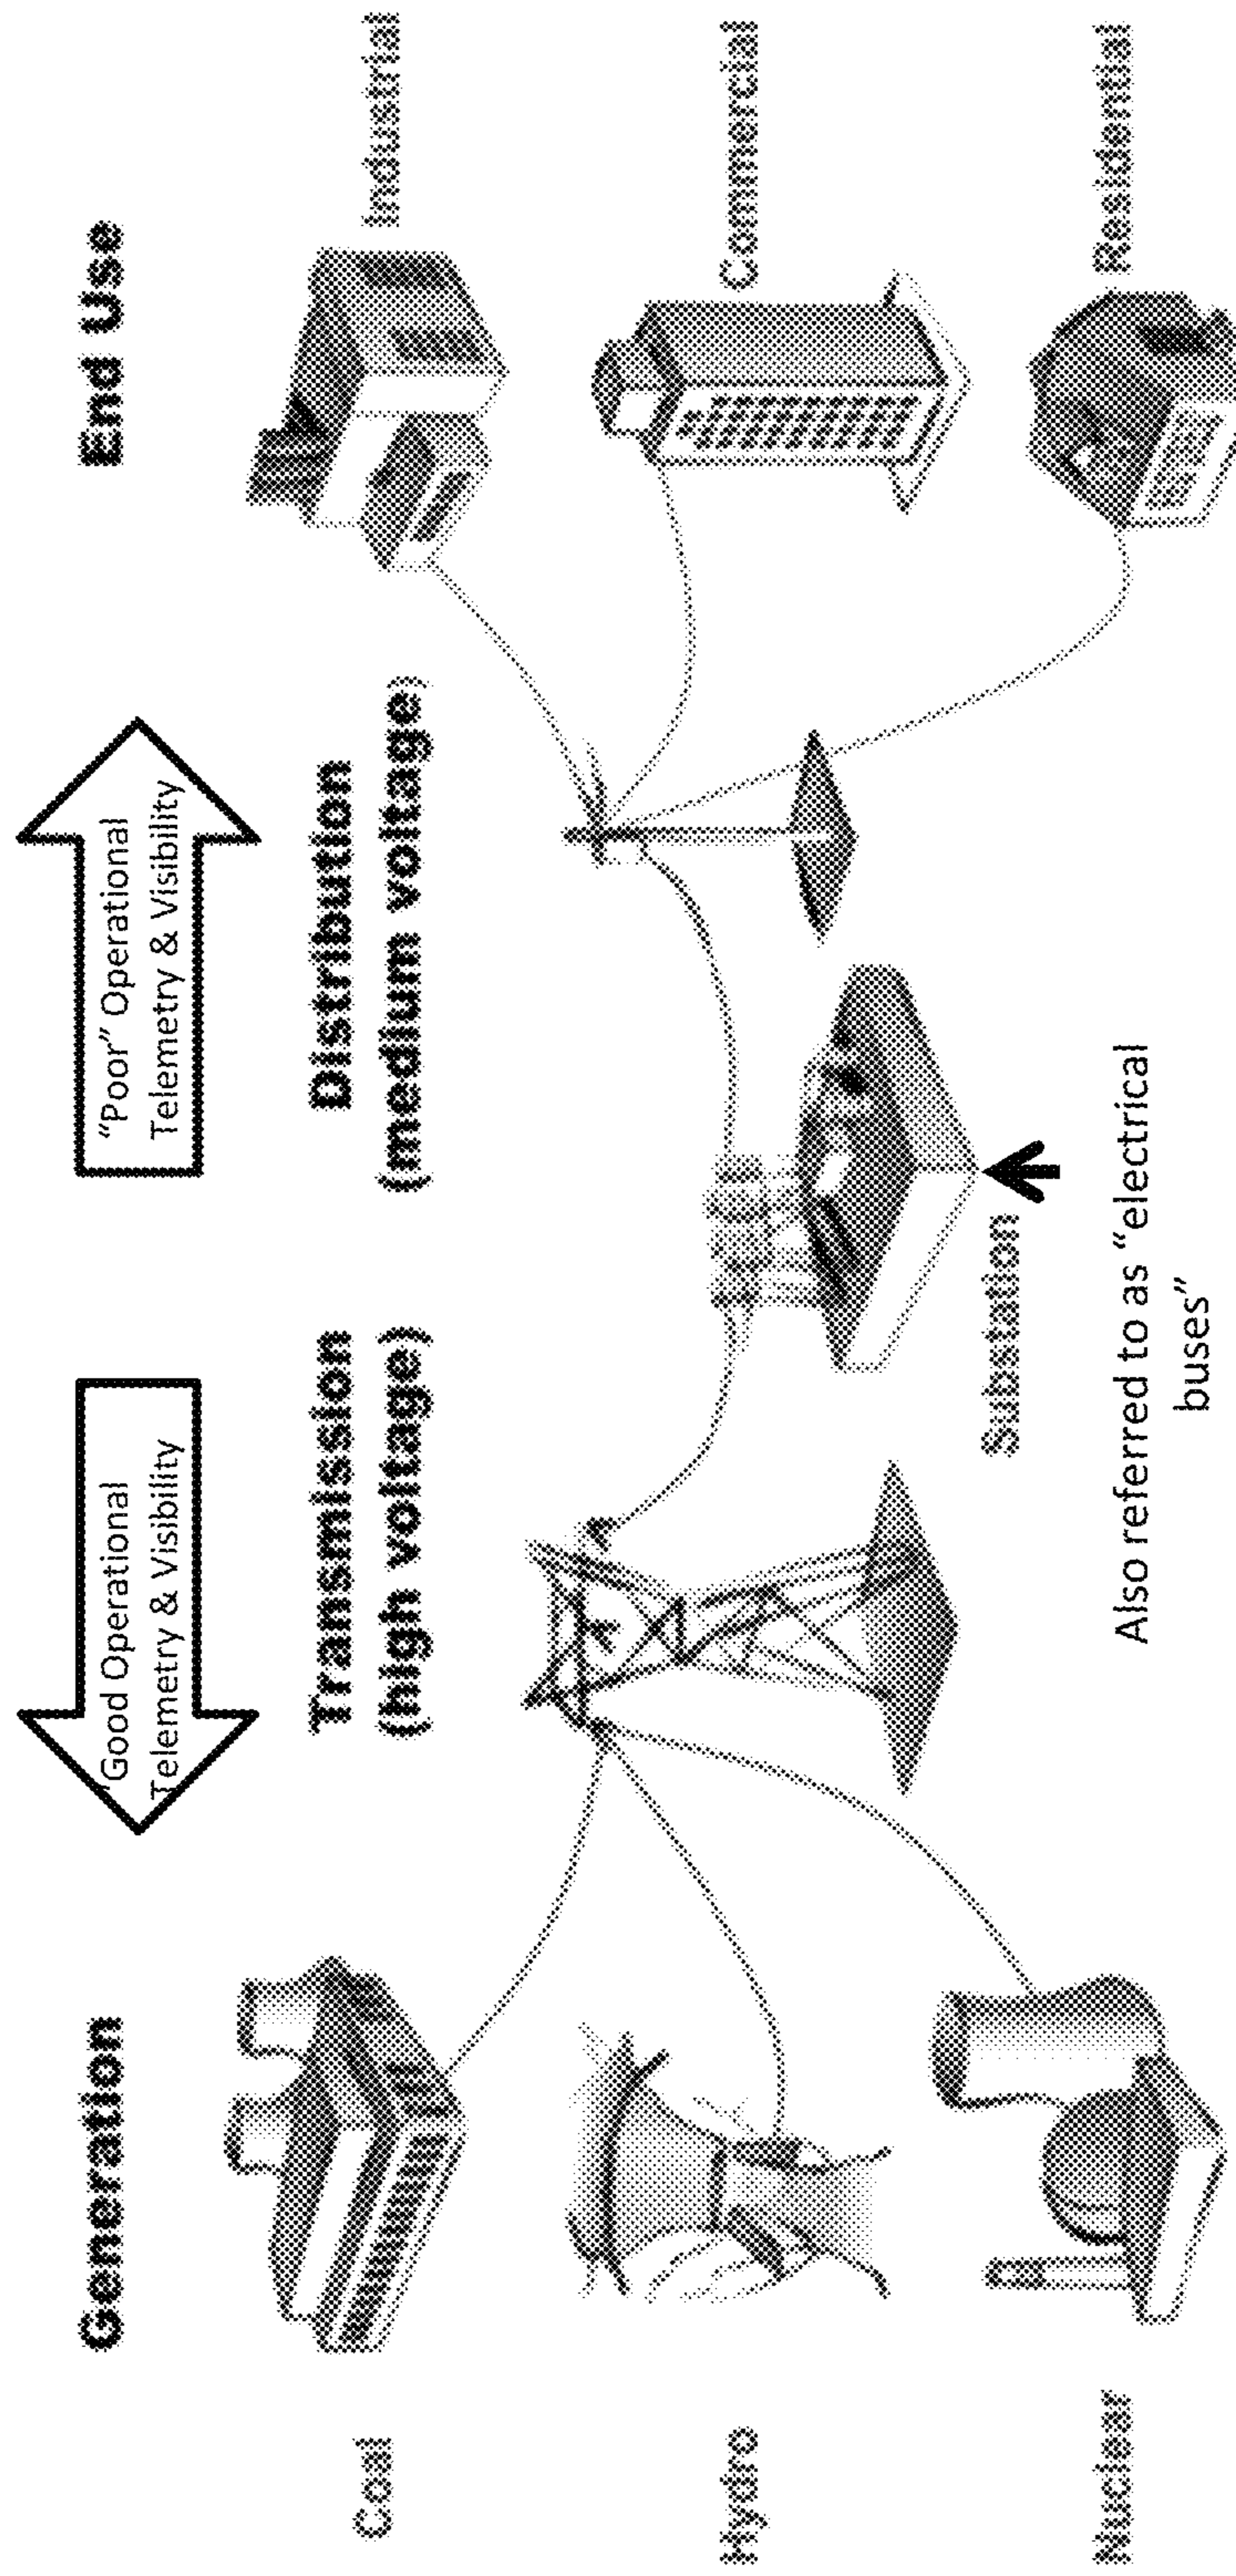 "Good Operational
Telemetry & Visibility
"Poor" Operational
Telemetry & Visibility
Generation
Transmission
(high voltage)
Distribution
(medium voltage)
End Use
Coal
Hydro
Nuclear
Industrial
Commercial
Residential
Substation
Also referred to as "electrical
buses"